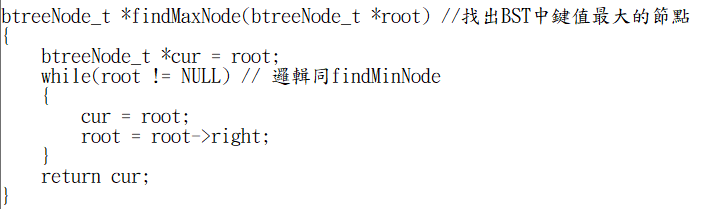 btreeNode_t *findMaxNode(btreeNode_t *root) //找出BST中鍵值最大的節點
{
    btreeNode_t *cur = root;
    while(root != NULL) // 邏輯同findMinNode
    {
        cur = root;
        root = root->right;
    }
    return cur;
}